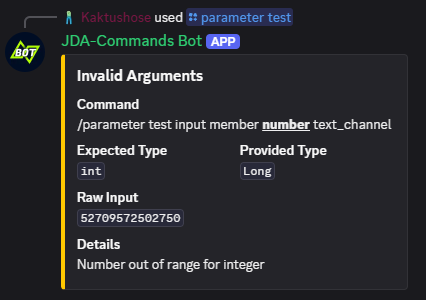 Kaktushose used parameter test
BOT
JDA-Commands Bot APP
Invalid Arguments
Command
/parameter test input member number text_channel
Expected Type Provided Type
int Long
Raw Input
52709572502750
Details
Number out of range for integer